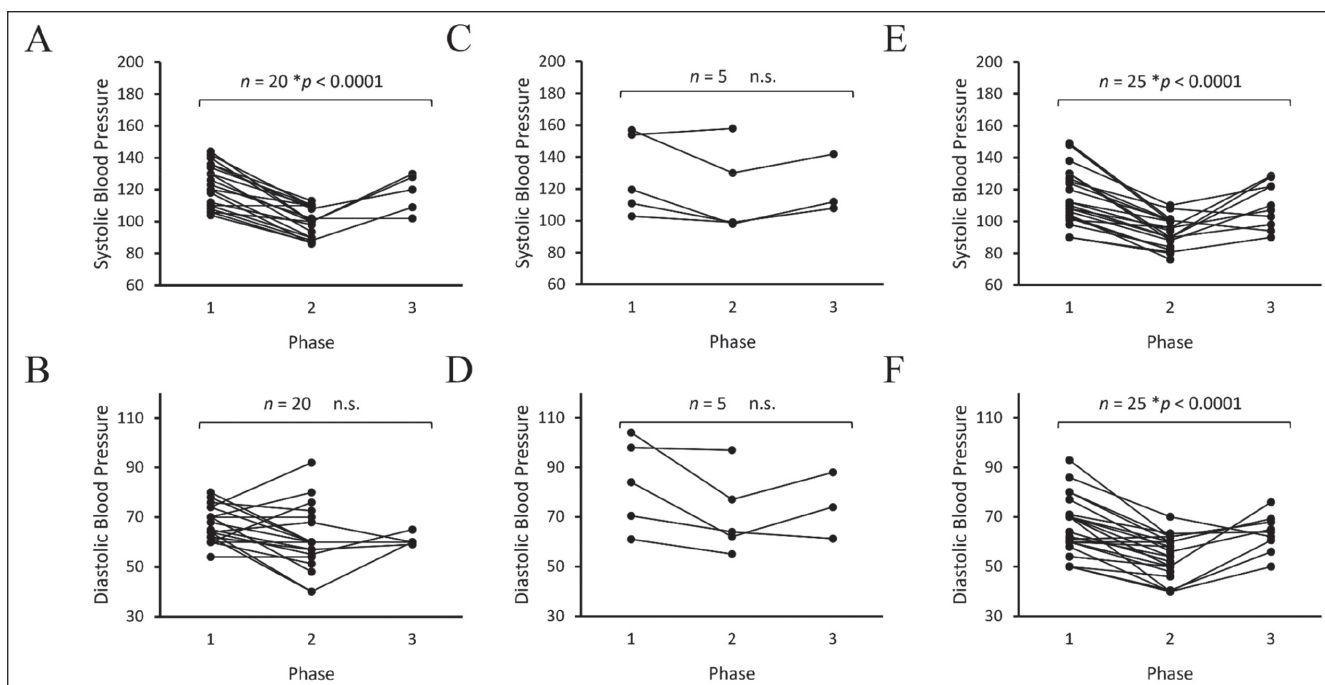 A
Systolic Blood Pressure
200
180
160
140
120
100
80
60
n = 20 *p < 0.0001
1 2 3
Phase
C
Systolic Blood Pressure
200
180
160
140
120
100
80
60
n = 5 n.s.
1 2 3
Phase
E
Systolic Blood Pressure
200
180
160
140
120
100
80
60
n = 25 *p < 0.0001
1 2 3
Phase
B
Diastolic Blood Pressure
110
90
70
50
30
n = 20 n.s.
1 2 3
Phase
D
Diastolic Blood Pressure
110
90
70
50
30
n = 5 n.s.
1 2 3
Phase
F
Diastolic Blood Pressure
110
90
70
50
30
n = 25 *p < 0.0001
1 2 3
Phase